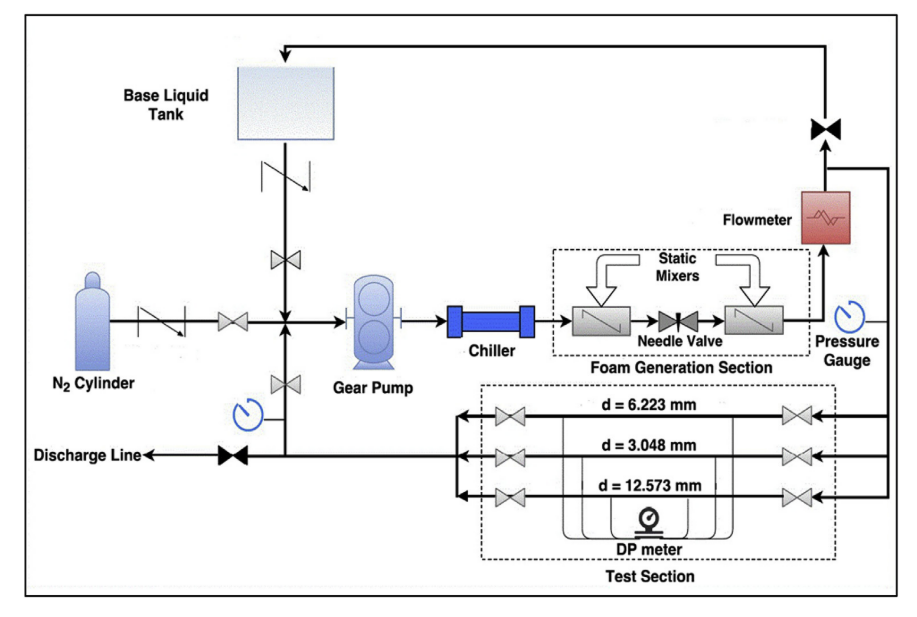 Base Liquid
Tank
Flowmeter
Static
Mixers
N₂ Cylinder
Gear Pump
Chiller
Needle Valve
Foam Generation Section
Pressure
Gauge
d = 6.223 mm
d = 3.048 mm
d = 12.573 mm
Discharge Line
DP meter
Test Section